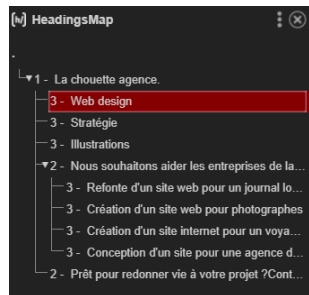 [h/] HeadingsMap
.
1 - La chouette agence.
3 - Web design
3 - Stratégie
3 - Illustrations
2 - Nous souhaitons aider les entreprises de la...
3 - Refonte d'un site web pour un journal lo...
3 - Création d'un site web pour photographes
3 - Création d'un site internet pour un voya...
3 - Conception d'un site pour une agence d...
2 - Prêt pour redonner vie à votre projet ?Cont...